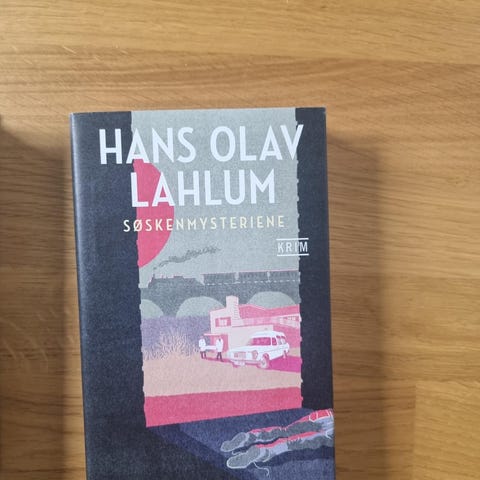 HANS OLAV
LAHLUM
SØSKENMYSTERIENE
KRIM